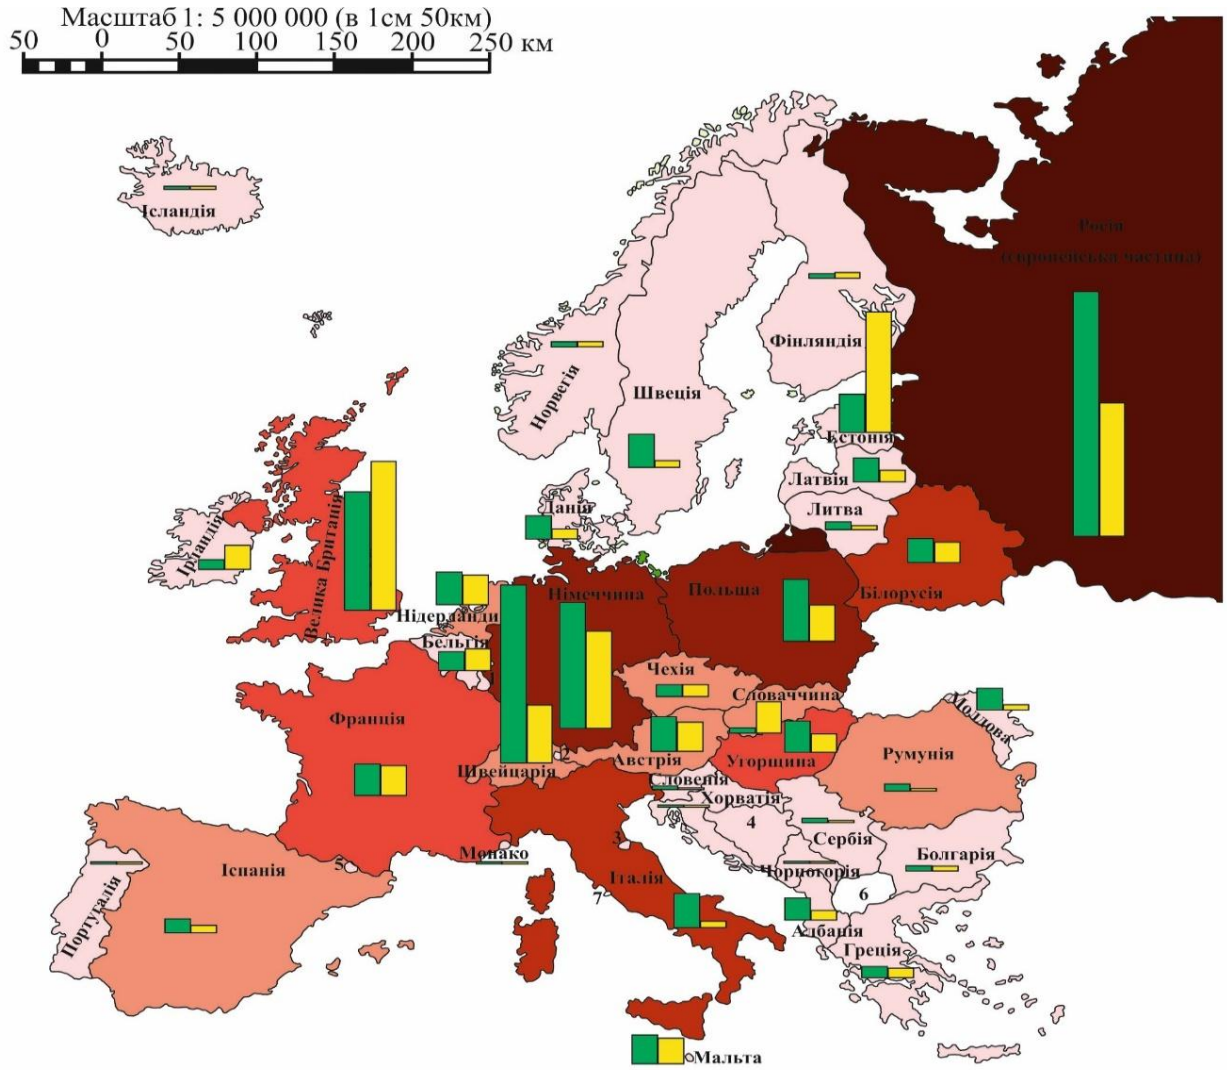 Масштаб 1: 5 000 000 (в 1см 50км)
50 0 50 100 150 200 250 км
Ісландія
Росія
(європейська частина)
Фінляндія
Норвегія
Швеція
Естонія
Латвія
Литва
Данія
Ірландія
Велика Британія
Нідерланди
Бельгія
Німеччина
Польща
Білорусія
1
Чехія
Словаччина
Молдова
Франція
2
Швейцарія
Австрія
Угорщина
Румунія
Словенія
Хорватія
4
Сербія
3
Монако
5
Іспанія
Португалія
Італія
7
Чорногорія
Болгарія
6
Албанія
Греція
Мальта